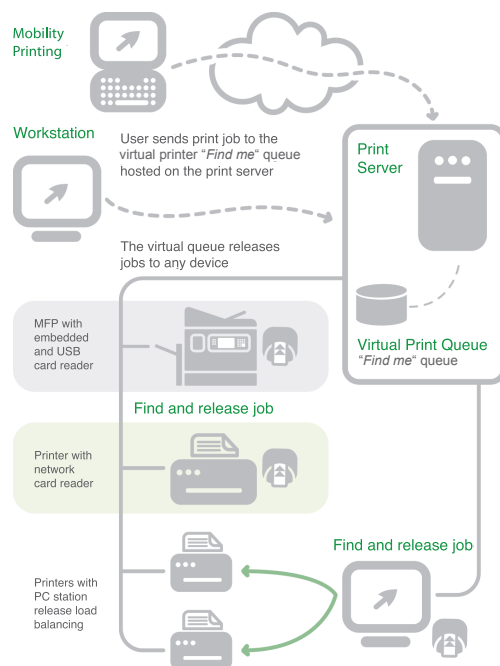 Mobility
Printing
Workstation
User sends print job to the
virtual printer “Find me“ queue
hosted on the print server
Print
Server
The virtual queue releases
jobs to any device
Virtual Print Queue
“Find me“ queue
MFP with
embedded
and USB
card reader
Find and release job
Printer with
network
card reader
Find and release job
Printers with
PC station
release load
balancing